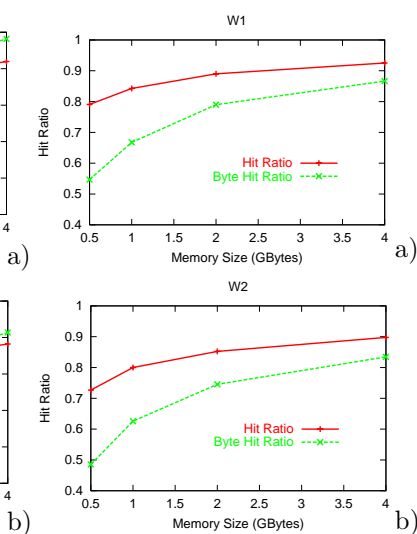 W1
1
0.9
0.8
0.7
0.6
0.5
0.4
Hit Ratio
Hit Ratio
Byte Hit Ratio
0.5 1 1.5 2 2.5 3 3.5 4
Memory Size (GBytes)
4
a)
a)
W2
1
0.9
0.8
0.7
0.6
0.5
0.4
Hit Ratio
Hit Ratio
Byte Hit Ratio
0.5 1 1.5 2 2.5 3 3.5 4
Memory Size (GBytes)
4
b)
b)